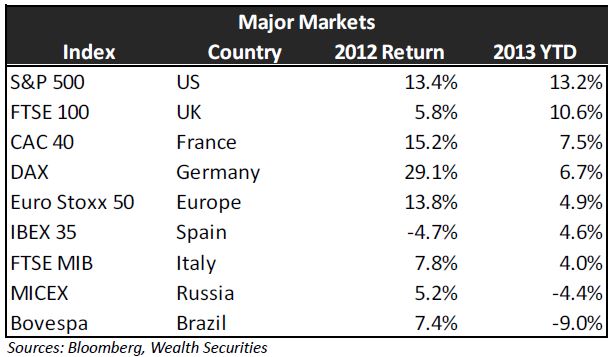 Major Markets
Index Country 2012 Return 2013 YTD
S&P 500 US 13.4% 13.2%
FTSE 100 UK 5.8% 10.6%
CAC 40 France 15.2% 7.5%
DAX Germany 29.1% 6.7%
Euro Stoxx 50 Europe 13.8% 4.9%
IBEX 35 Spain -4.7% 4.6%
FTSE MIB Italy 7.8% 4.0%
MICEX Russia 5.2% -4.4%
Bovespa Brazil 7.4% -9.0%
Sources: Bloomberg, Wealth Securities